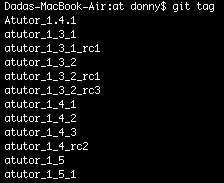 Dadas-MacBook-Air:at donny$ git tag
Atutor_1.4.1
atutor_1_3_1
atutor_1_3_1_rc1
atutor_1_3_2
atutor_1_3_2_rc1
atutor_1_3_2_rc3
atutor_1_4_1
atutor_1_4_2
atutor_1_4_3
atutor_1_4_rc2
atutor_1_5
atutor_1_5_1